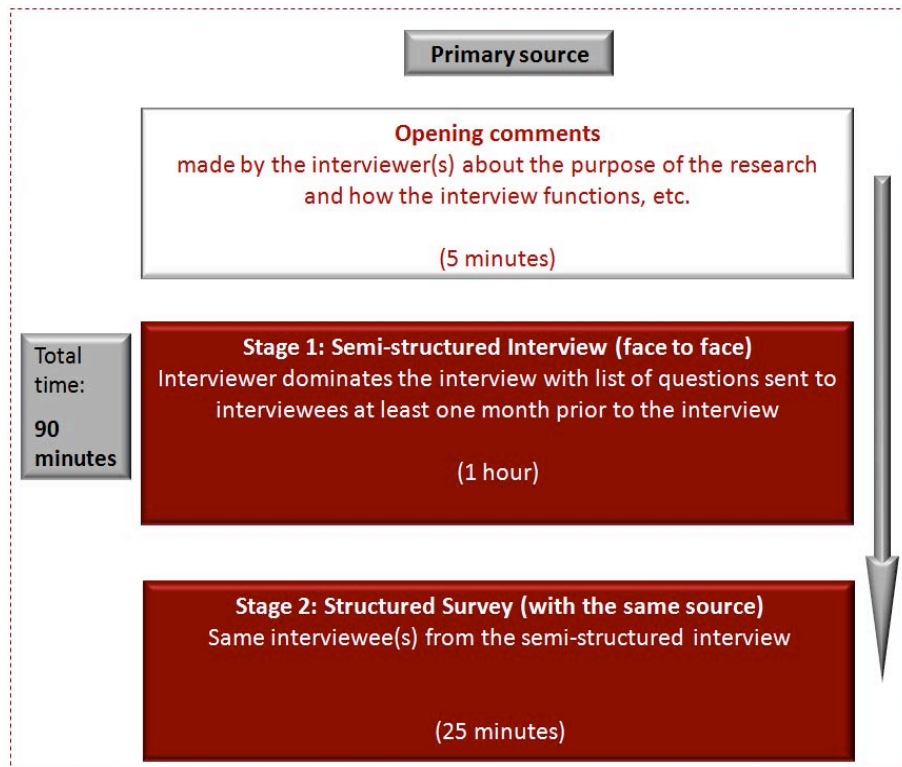 Primary source
Opening comments
made by the interviewer(s) about the purpose of the research
and how the interview functions, etc.
(5 minutes)
Total
time:
90
minutes
Stage 1: Semi-structured Interview (face to face)
Interviewer dominates the interview with list of questions sent to
interviewees at least one month prior to the interview
(1 hour)
Stage 2: Structured Survey (with the same source)
Same interviewee(s) from the semi-structured interview
(25 minutes)